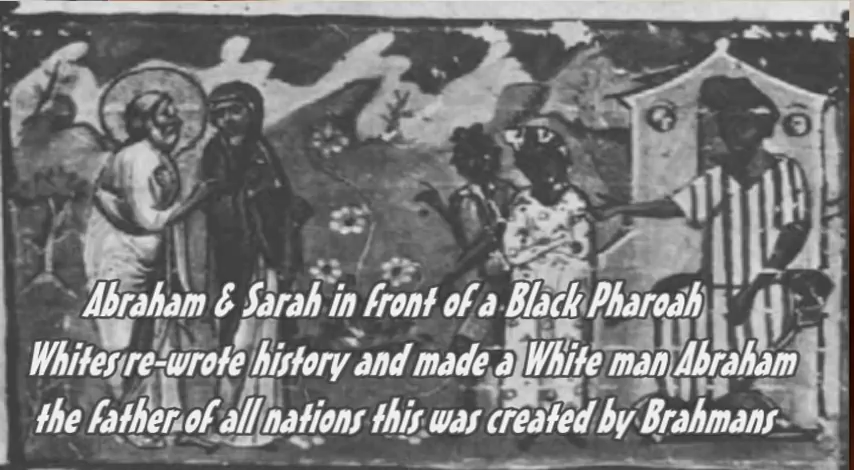 Abraham & Sarah in front of a Black Pharoah
Whites re-wrote history and made a White man Abraham
the father of all nations this was created by Brahmans